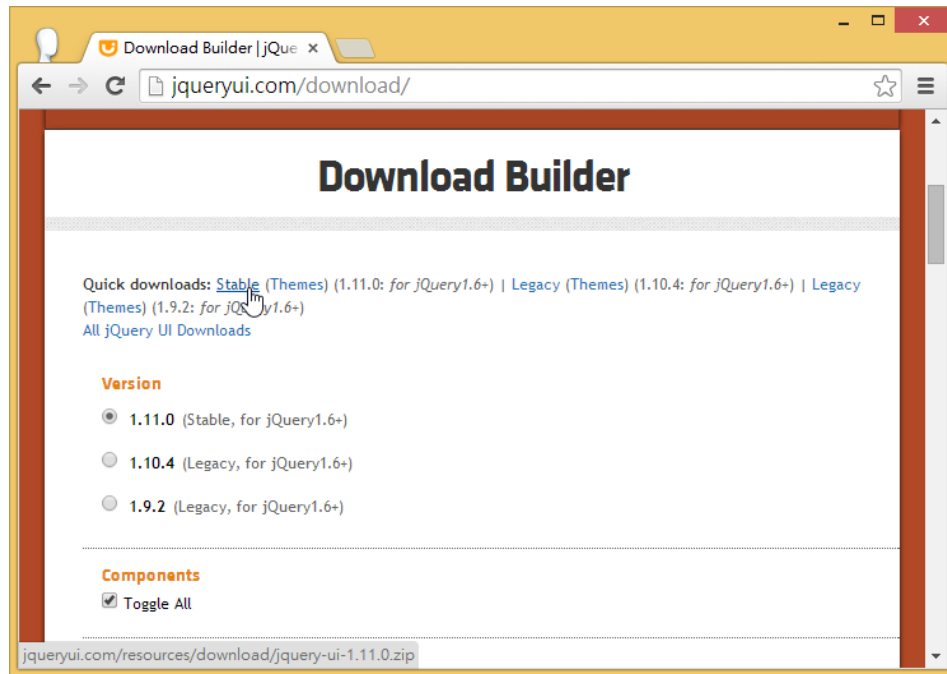 Download Builder | jQue
jqueryui.com/download/
Download Builder
Quick downloads: Stable (Themes) (1.11.0: for jQuery1.6+) | Legacy (Themes) (1.10.4: for jQuery1.6+) | Legacy
(Themes) (1.9.2: for jQuery1.6+)
All jQuery UI Downloads
Version
1.11.0 (Stable, for jQuery1.6+)
1.10.4 (Legacy, for jQuery1.6+)
1.9.2 (Legacy, for jQuery1.6+)
Components
Toggle All
jqueryui.com/resources/download/jquery-ui-1.11.0.zip